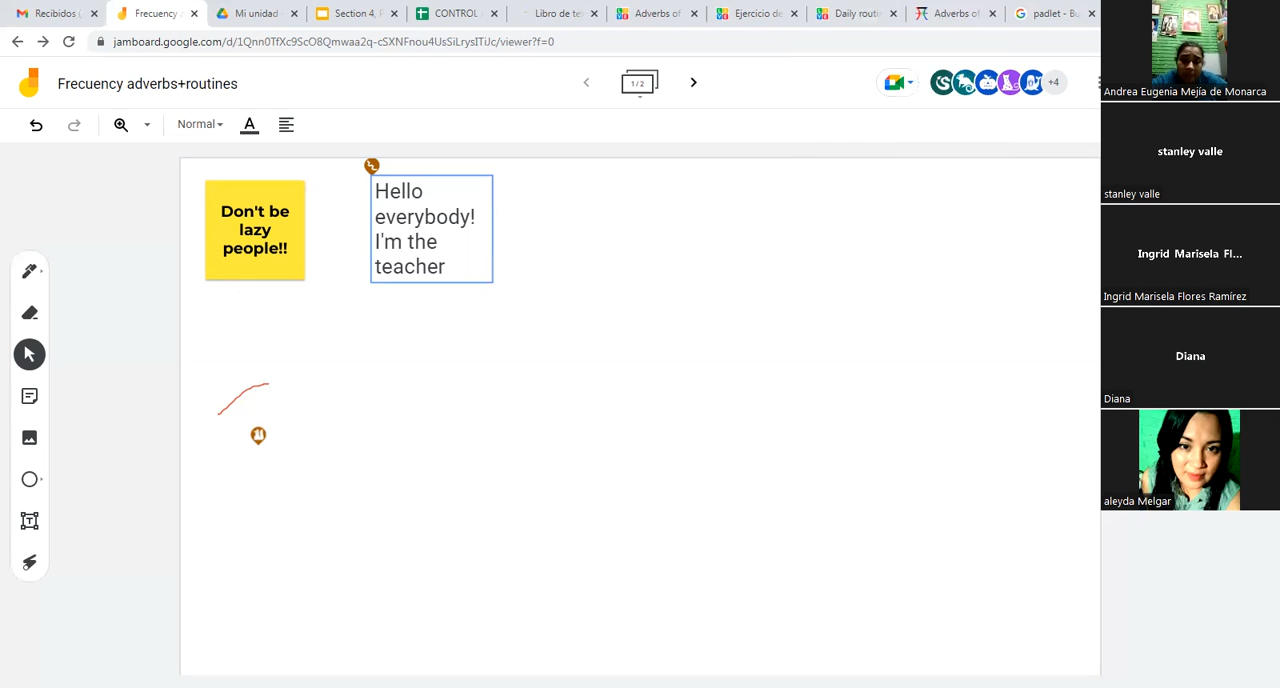 Recibidos (
Frecuency a
Mi unidad
Section 4, P
CONTROL
Libro de te
Adverbs of
Ejercicio de
Daily routin
Adverbs of
padlet - Bu
jamboard.google.com/d/1Qnn0TfXc9ScO8Qmwaa2q-cSXNFnou4UsSiLrysJTiJc/viewer?f=0
Frecuency adverbs+routines
1/2
+4
Normal
A
Don't be
lazy
people!!
Hello
everybody!
I'm the
teacher
Andrea Eugenia Mejía de Monarca
stanley valle
stanley valle
Ingrid Marisela Fl...
Ingrid Marisela Flores Ramírez
Diana
Diana
aleyda Melgar